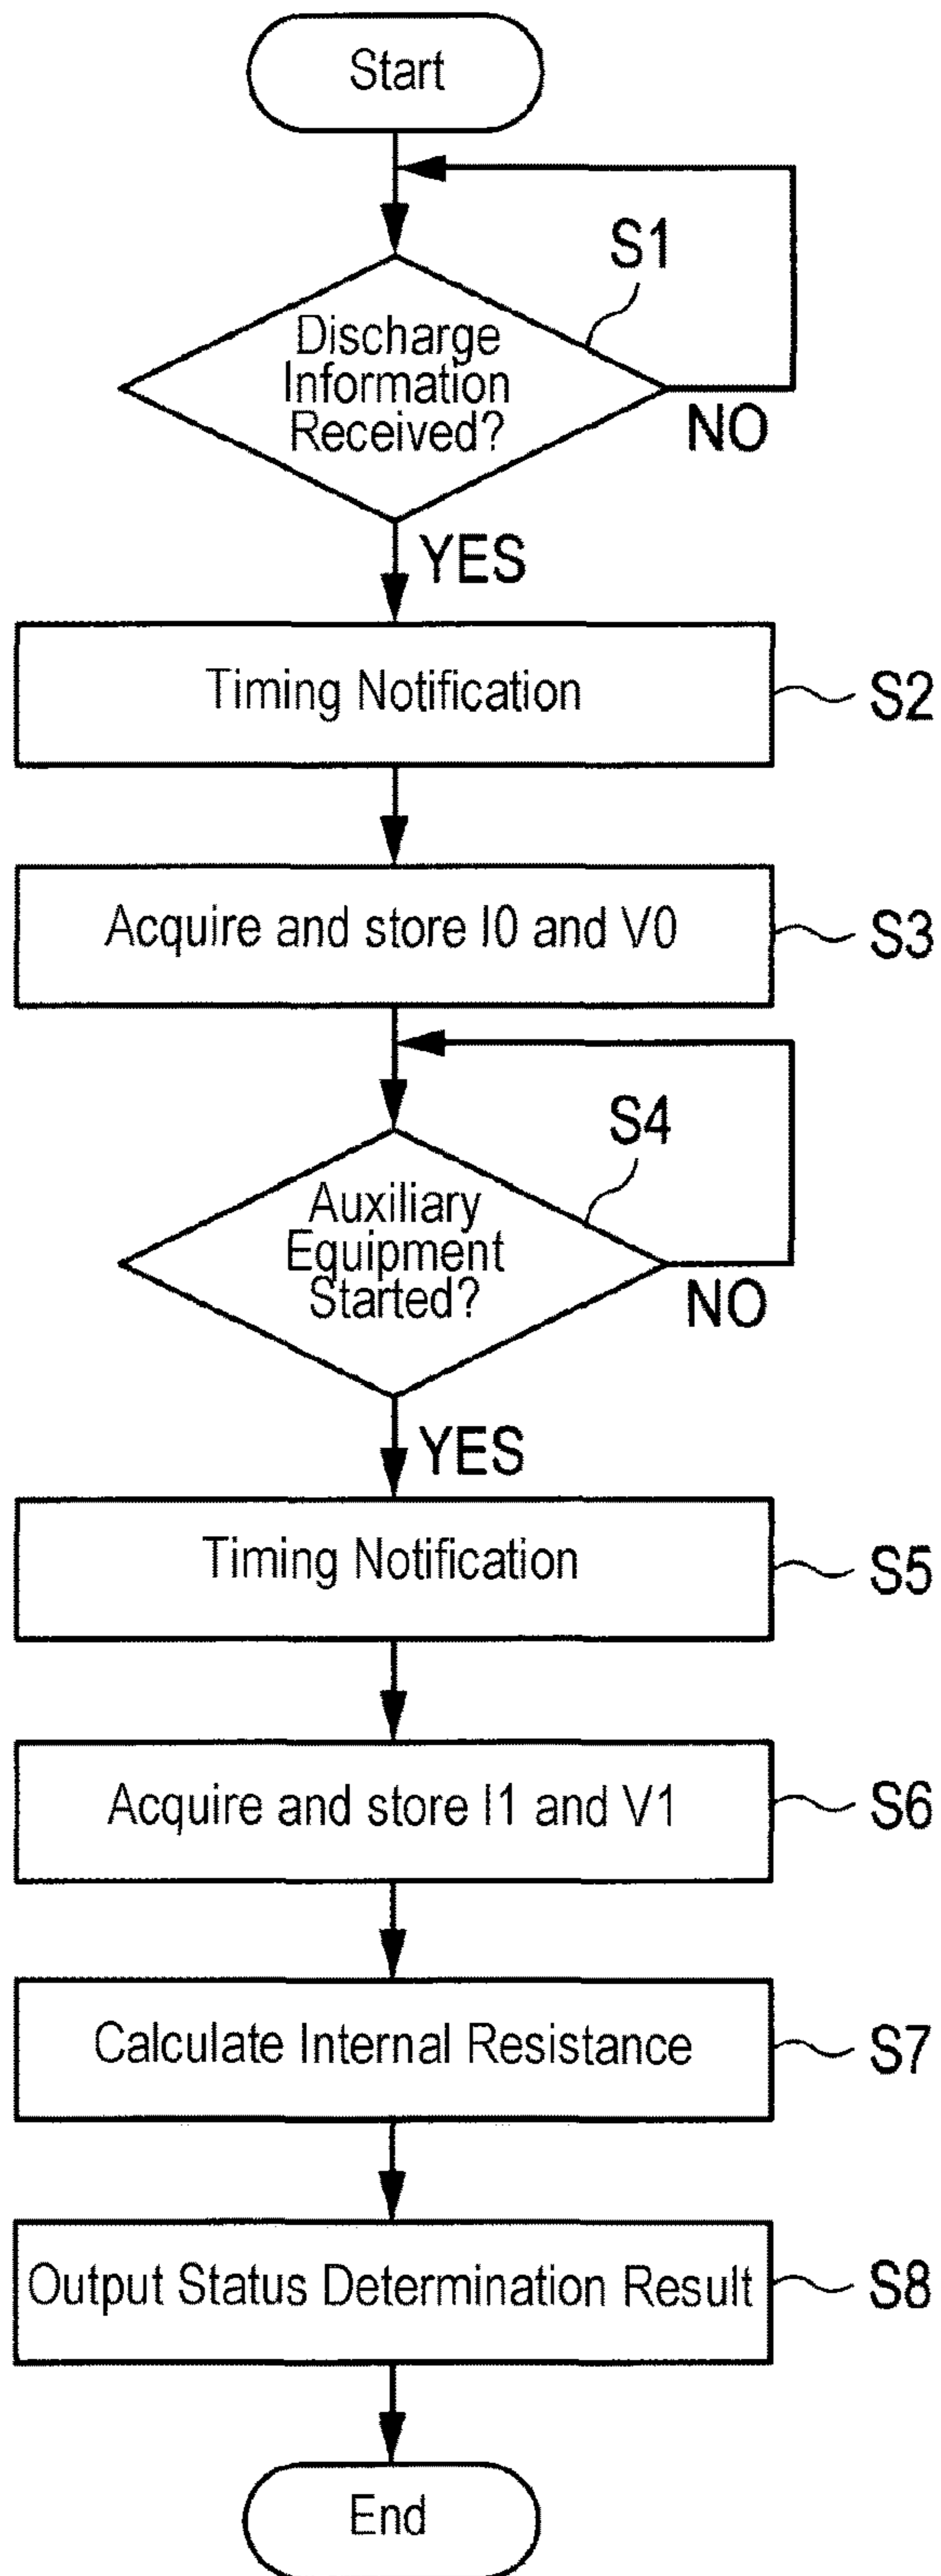 Start
S1
Discharge
Information
Received?
NO
YES
Timing Notification
S2
Acquire and store I0 and V0
S3
S4
Auxiliary
Equipment
Started?
NO
YES
Timing Notification
S5
Acquire and store I1 and V1
S6
Calculate Internal Resistance
S7
Output Status Determination Result
S8
End